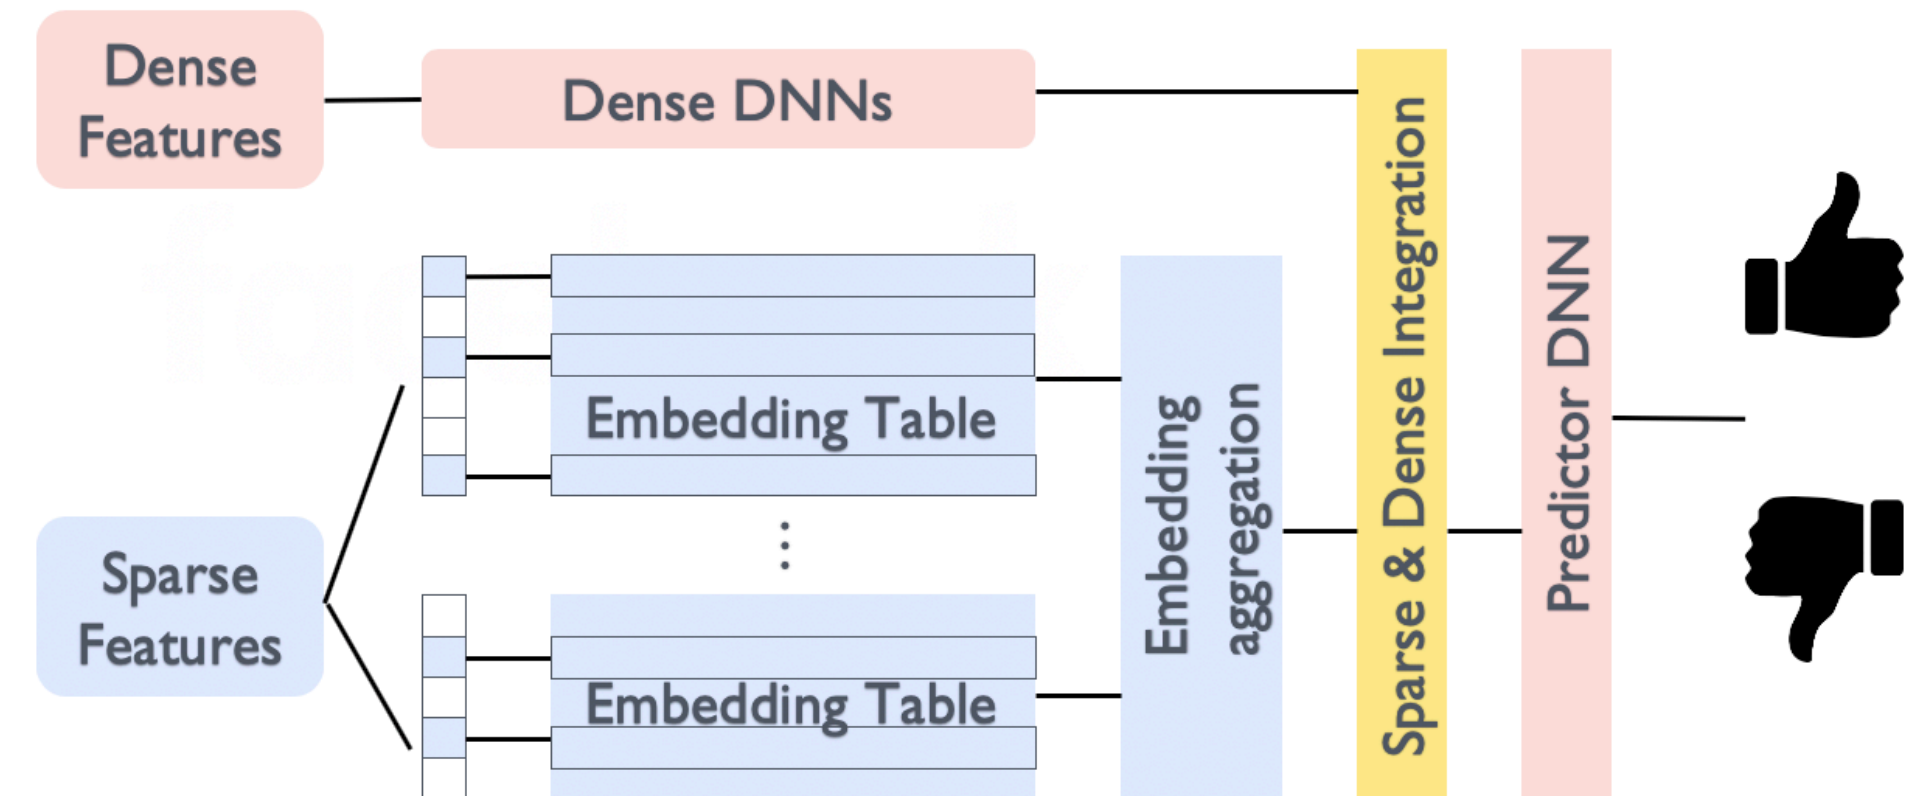 Dense
Features
Dense DNNs
Embedding Table
Sparse
Features
Embedding Table
Embedding
aggregation
Sparse & Dense Integration
Predictor DNN